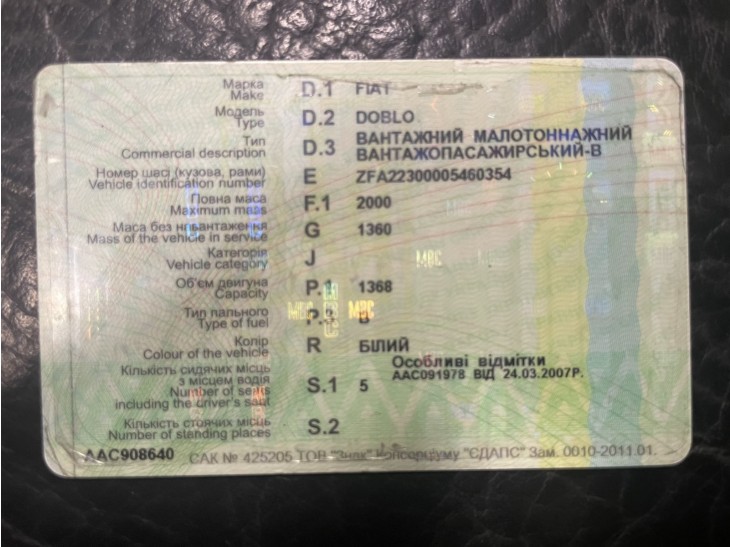 Марка D.1 FIAT
Make
Модель D.2 DOBLO
Type
Тип D.3 ВАНТАЖНИЙ МАЛОТОННАЖНИЙ
Commercial description ВАНТАЖОПАСАЖИРСЬКИЙ-В
Номер шасі (кузова, рами) E ZFA22300005460354
Vehicle identification number
Повна маса F.1 2000
Maximum mass
Маса без навантаження G 1360
Mass of the vehicle in service
Категорія J
Vehicle category
МВС
Об'єм двигуна P.1 1368
Capacity
МВС МВС
Тип пального P.3 B
Type of fuel
Колір R БІЛИЙ
Colour of the vehicle
Особливі відмітки
ААС091978 ВІД 24.03.2007Р.
Кількість сидячих місць S.1 5
з місцем водія
Number of seats
including the driver's seat
Кількість стоячих місць S.2
Number of standing places
ААС908640 САК № 425205 ТОВ "Знак" Консорціуму "ЄДАПС" Зам. 0010-2011.01.